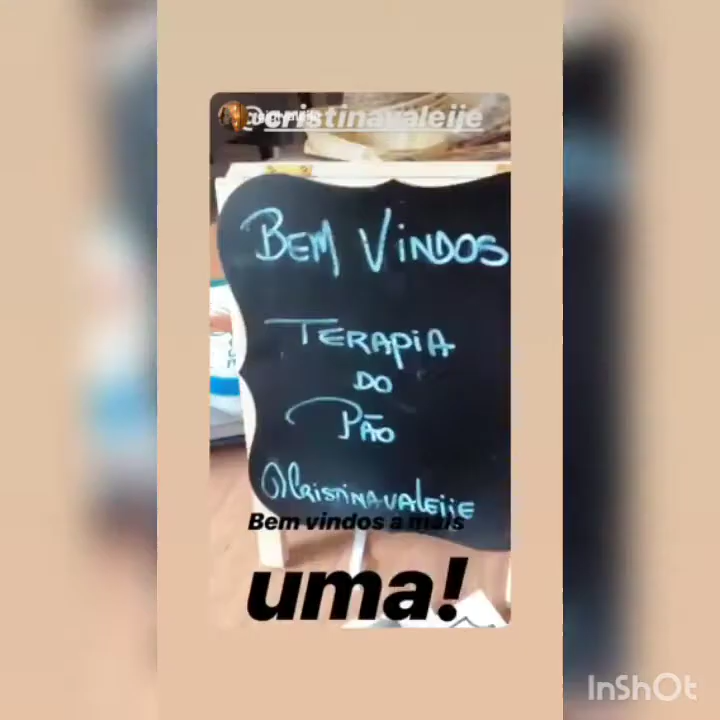 @cristinavaleije
BEM VINDOS
TERAPIA
DO
PÃO
@CRISTINAVALEIJE
Bem vindos a mais
uma!
InShOt